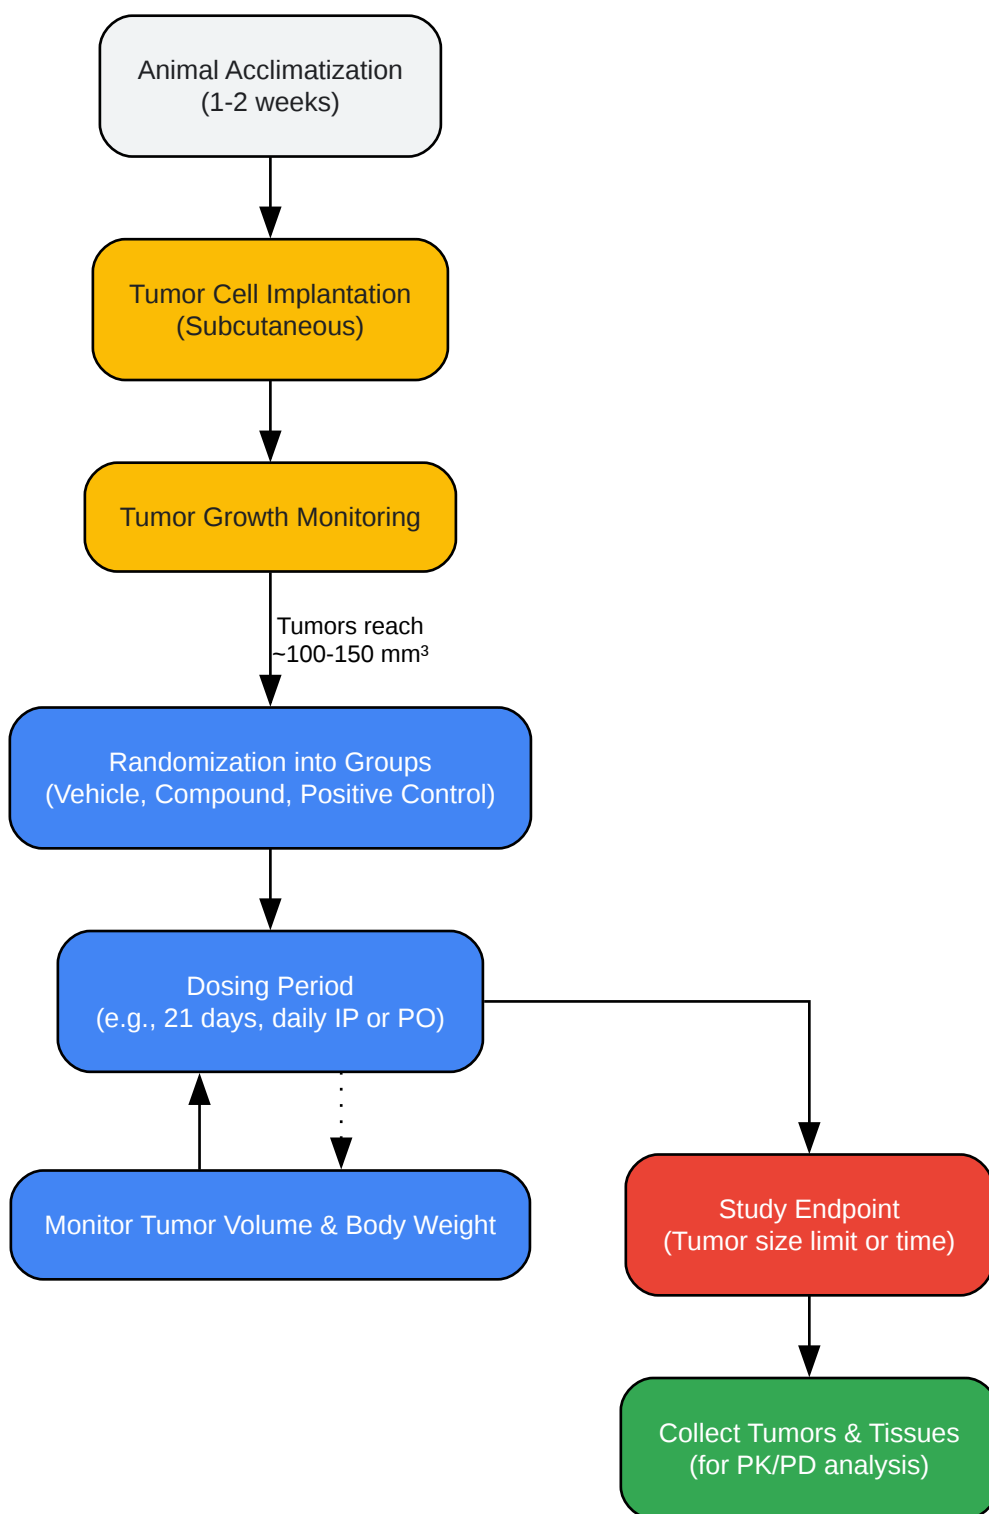 Animal Acclimatization
(1-2 weeks)
Tumor Cell Implantation
(Subcutaneous)
Tumor Growth Monitoring
Tumors reach
~100-150 mm³
Randomization into Groups
(Vehicle, Compound, Positive Control)
Dosing Period
(e.g., 21 days, daily IP or PO)
Monitor Tumor Volume & Body Weight
Study Endpoint
(Tumor size limit or time)
Collect Tumors & Tissues
(for PK/PD analysis)